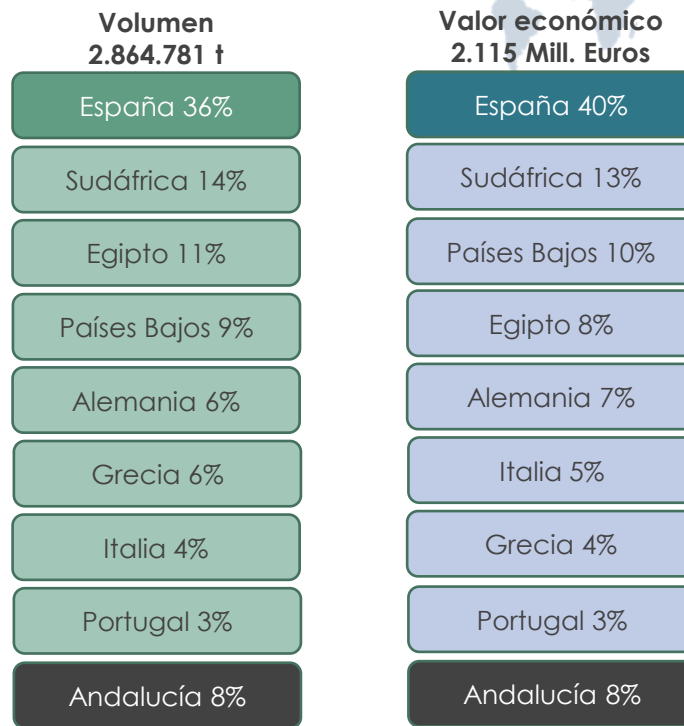 Volumen
2.864.781 t
España 36%
Sudáfrica 14%
Egipto 11%
Países Bajos 9%
Alemania 6%
Grecia 6%
Italia 4%
Portugal 3%
Andalucía 8%
Valor económico
2.115 Mill. Euros
España 40%
Sudáfrica 13%
Países Bajos 10%
Egipto 8%
Alemania 7%
Italia 5%
Grecia 4%
Portugal 3%
Andalucía 8%